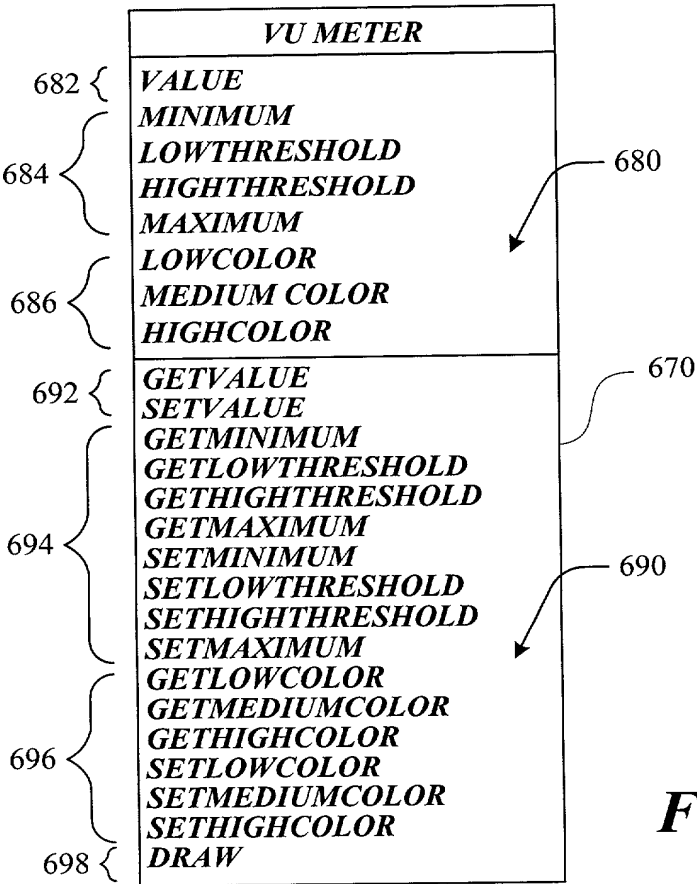 VU METER
682
VALUE
684
MINIMUM
LOWTHRESHOLD
HIGHTHRESHOLD
MAXIMUM
680
686
LOWCOLOR
MEDIUM COLOR
HIGHCOLOR
670
692
GETVALUE
SETVALUE
694
GETMINIMUM
GETLOWTHRESHOLD
GETHIGHTHRESHOLD
GETMAXIMUM
SETMINIMUM
SETLOWTHRESHOLD
SETHIGHTHRESHOLD
SETMAXIMUM
690
696
GETLOWCOLOR
GETMEDIUMCOLOR
GETHIGHCOLOR
SETLOWCOLOR
SETMEDIUMCOLOR
SETHIGHCOLOR
F
698
DRAW